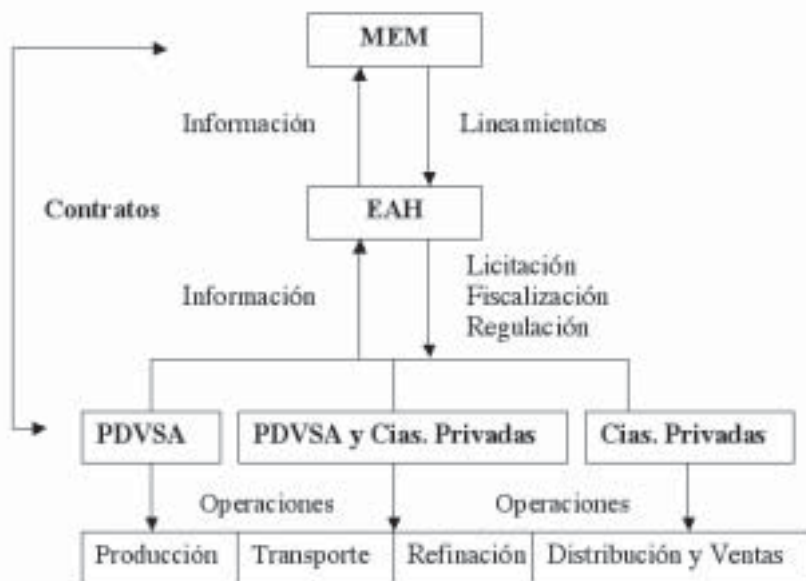 MEM
Información
Lineamientos
Contratos
EAH
Información
Licitación
Fiscalización
Regulación
PDVSA
PDVSA y Cias. Privadas
Cias. Privadas
Operaciones
Operaciones
Producción
Transporte
Refinación
Distribución y Ventas